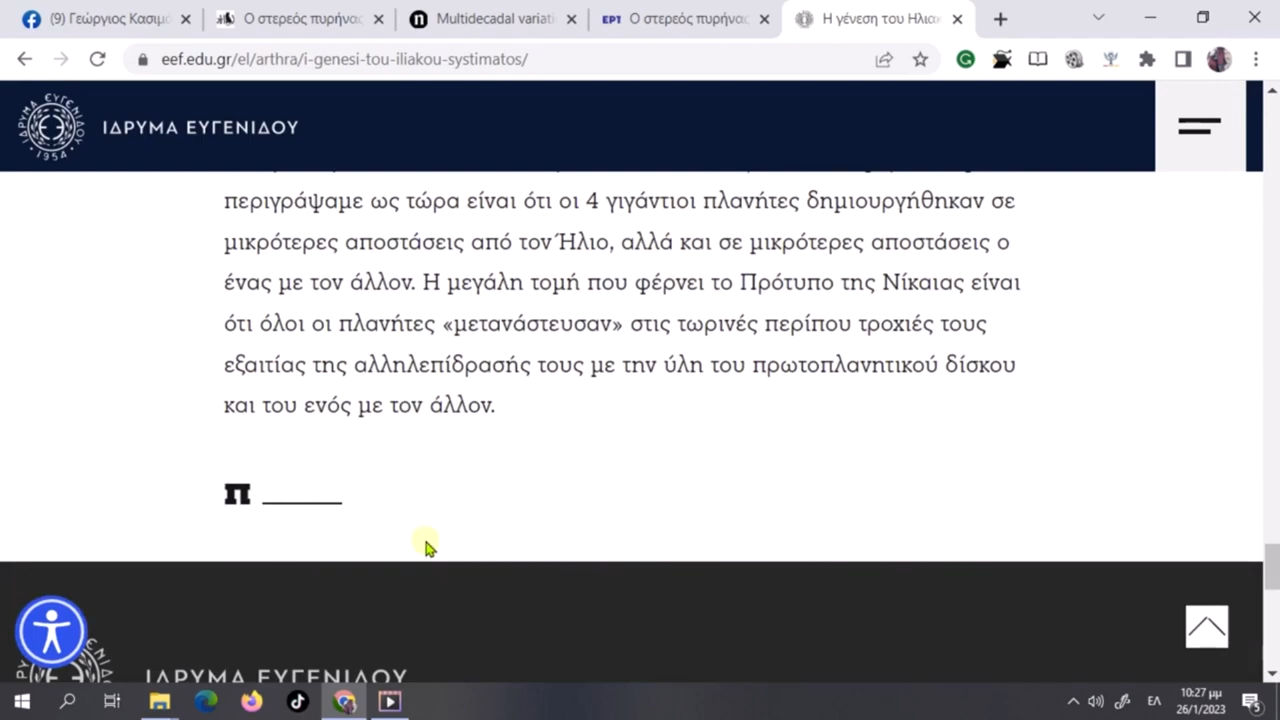 (9) Γεώργιος Κασιμά
Ο στερεός πυρήνας
Multidecadal variati
ΕΡΤ Ο στερεός πυρήνας
Η γένεση του Ηλιακ
eef.edu.gr/el/arthra/i-genesi-tou-iliakou-systimatos/
ΙΔΡΥΜΑ ΕΥΓΕΝΙΔΟΥ
περιγράψαμε ως τώρα είναι ότι οι 4 γιγάντιοι πλανήτες δημιουργήθηκαν σε
μικρότερες αποστάσεις από τον Ήλιο, αλλά και σε μικρότερες αποστάσεις ο
ένας με τον άλλον. Η μεγάλη τομή που φέρνει το Πρότυπο της Νίκαιας είναι
ότι όλοι οι πλανήτες «μετανάστευσαν» στις τωρινές περίπου τροχιές τους
εξαιτίας της αλληλεπίδρασής τους με την ύλη του πρωτοπλανητικού δίσκου
και του ενός με τον άλλον.
π
ΙΔΡΥΜΑ ΕΥΓΕΝΙΔΟΥ
ΕΛ
10:27 μμ
26/1/2023
5